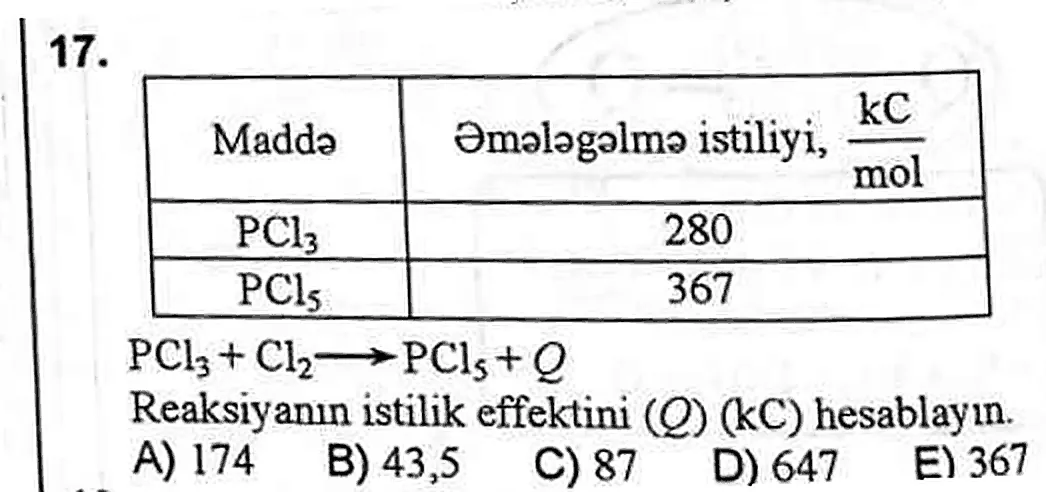 17.
Maddə Əmələgəlmə istiliyi, kC/mol
PCl₃ 280
PCl₅ 367
PCl₃ + Cl₂ ⟶ PCl₅ + Q
Reaksiyanın istilik effektini (Q) (kC) hesablayın.
A) 174 B) 43,5 C) 87 D) 647 E) 367